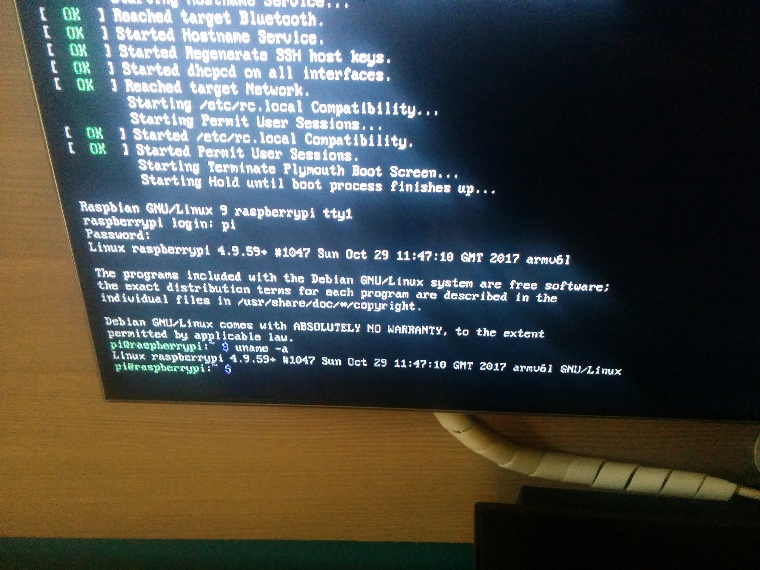 Starting Hostname Service...
[ OK ] Reached target Bluetooth.
[ OK ] Started Hostname Service.
[ OK ] Started Regenerate SSH host keys.
[ OK ] Started dhcpcd on all interfaces.
[ OK ] Reached target Network.
Starting /etc/rc.local Compatibility...
Starting Permit User Sessions...
[ OK ] Started /etc/rc.local Compatibility.
[ OK ] Started Permit User Sessions.
Starting Terminate Plymouth Boot Screen...
Starting Hold until boot process finishes up...
Raspbian GNU/Linux 9 raspberrypi tty1
raspberrypi login: pi
Password:
Linux raspberrypi 4.9.59+ #1047 Sun Oct 29 11:47:10 GMT 2017 armv6l
The programs included with the Debian GNU/Linux system are free software;
the exact distribution terms for each program are described in the
individual files in /usr/share/doc/*/copyright.
Debian GNU/Linux comes with ABSOLUTELY NO WARRANTY, to the extent
permitted by applicable law.
pi@raspberrypi:~ $ uname -a
Linux raspberrypi 4.9.59+ #1047 Sun Oct 29 11:47:10 GMT 2017 armv6l GNU/Linux
pi@raspberrypi:~ $